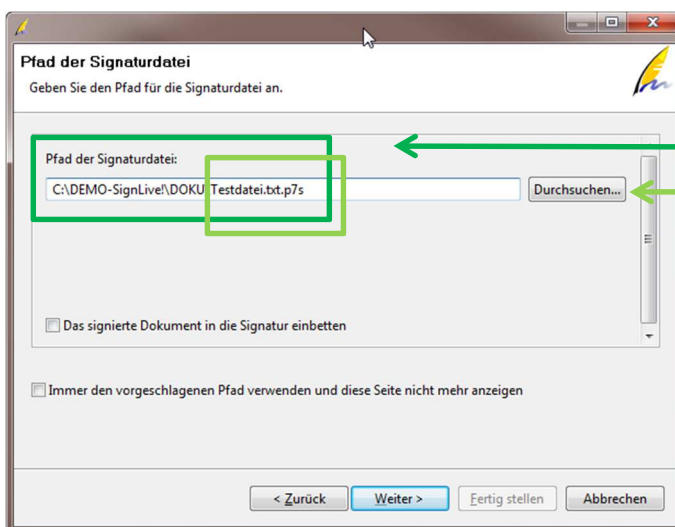 Pfad der Signaturdatei
Geben Sie den Pfad für die Signaturdatei an.
Pfad der Signaturdatei:
C:\DEMO-SignLive!\DOKU\Testdatei.txt.p7s
Durchsuchen...
Das signierte Dokument in die Signatur einbetten
Immer den vorgeschlagenen Pfad verwenden und diese Seite nicht mehr anzeigen
< Zurück Weiter > Fertig stellen Abbrechen